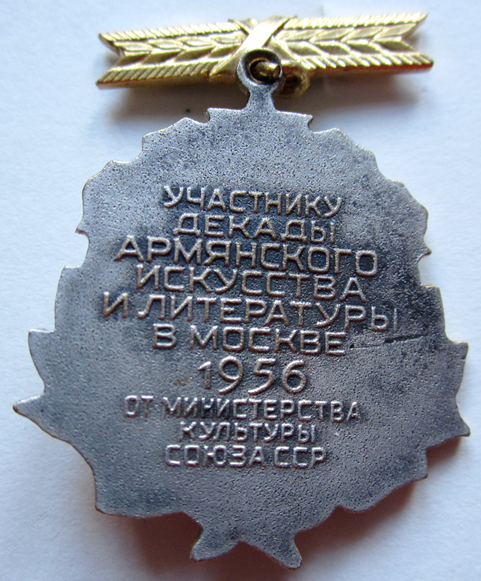 УЧАСТНИКУ
ДЕКАДЫ
АРМЯНСКОГО
ИСКУССТВА
И ЛИТЕРАТУРЫ
В МОСКВЕ
1956
ОТ МИНИСТЕРСТВА
КУЛЬТУРЫ
СОЮЗА ССР